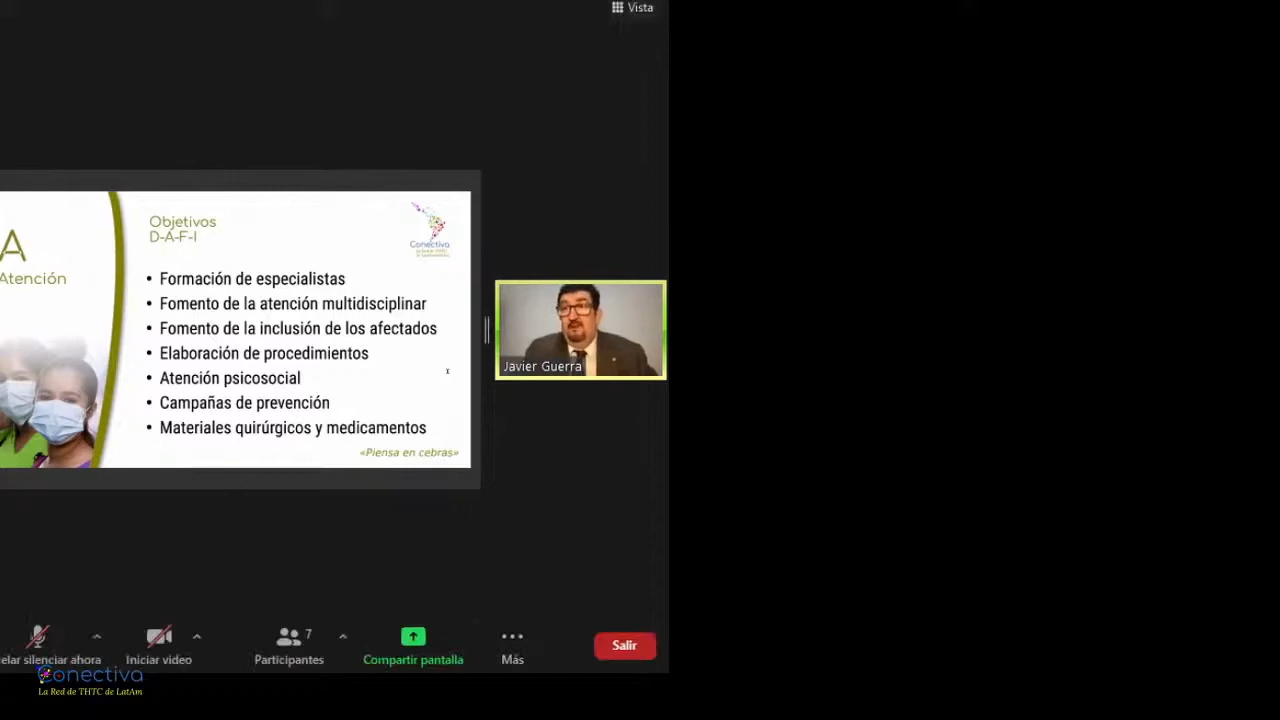 Vista
A
Atención
Objetivos
D-A-F-I
Conectiva
• Formación de especialistas
• Fomento de la atención multidisciplinar
• Fomento de la inclusión de los afectados
• Elaboración de procedimientos
• Atención psicosocial
• Campañas de prevención
• Materiales quirúrgicos y medicamentos
«Piensa en cebras»
Javier Guerra
elar silenciar ahora
Iniciar video
7
Participantes
Compartir pantalla
Más
Salir
Conectiva
La Red de THTC de LatAm